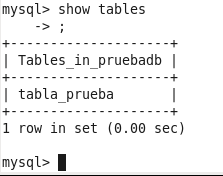 mysql> show tables
    -> ;
+--------------------+
| Tables_in_pruebadb |
+--------------------+
| tabla_prueba       |
+--------------------+
1 row in set (0.00 sec)
mysql>